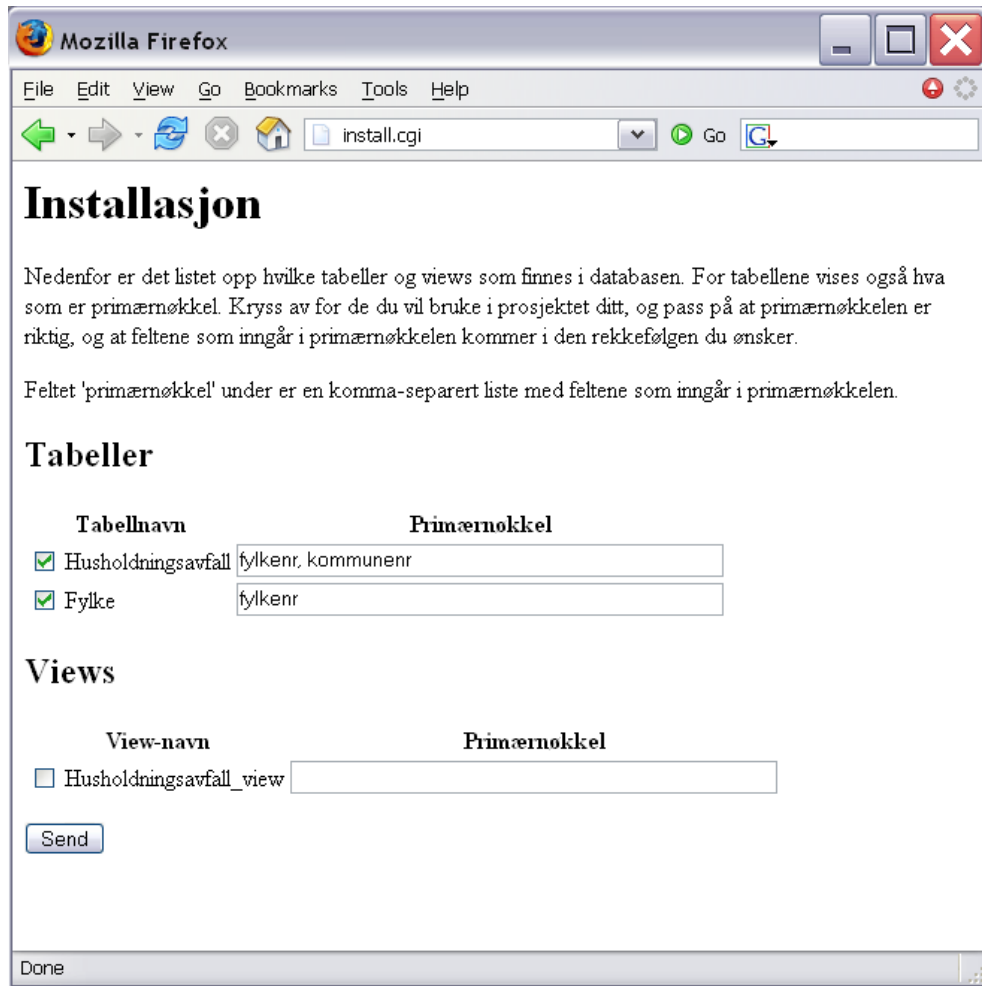 Mozilla Firefox
File Edit View Go Bookmarks Tools Help
install.cgi Go G
Installasjon
Nedenfor er det listet opp hvilke tabeller og views som finnes i databasen. For tabellene vises også hva
som er primærnøkkel. Kryss av for de du vil bruke i prosjektet ditt, og pass på at primærnøkkelen er
riktig, og at feltene som inngår i primærnøkkelen kommer i den rekkefølgen du ønsker.
Feltet 'primærnøkkel' under er en komma-separert liste med feltene som inngår i primærnøkkelen.
Tabeller
Tabellnavn Primærnøkkel
Husholdningsavfall fylkenr, kommunenr
Fylke fylkenr
Views
View-navn Primærnøkkel
Husholdningsavfall_view
Send
Done